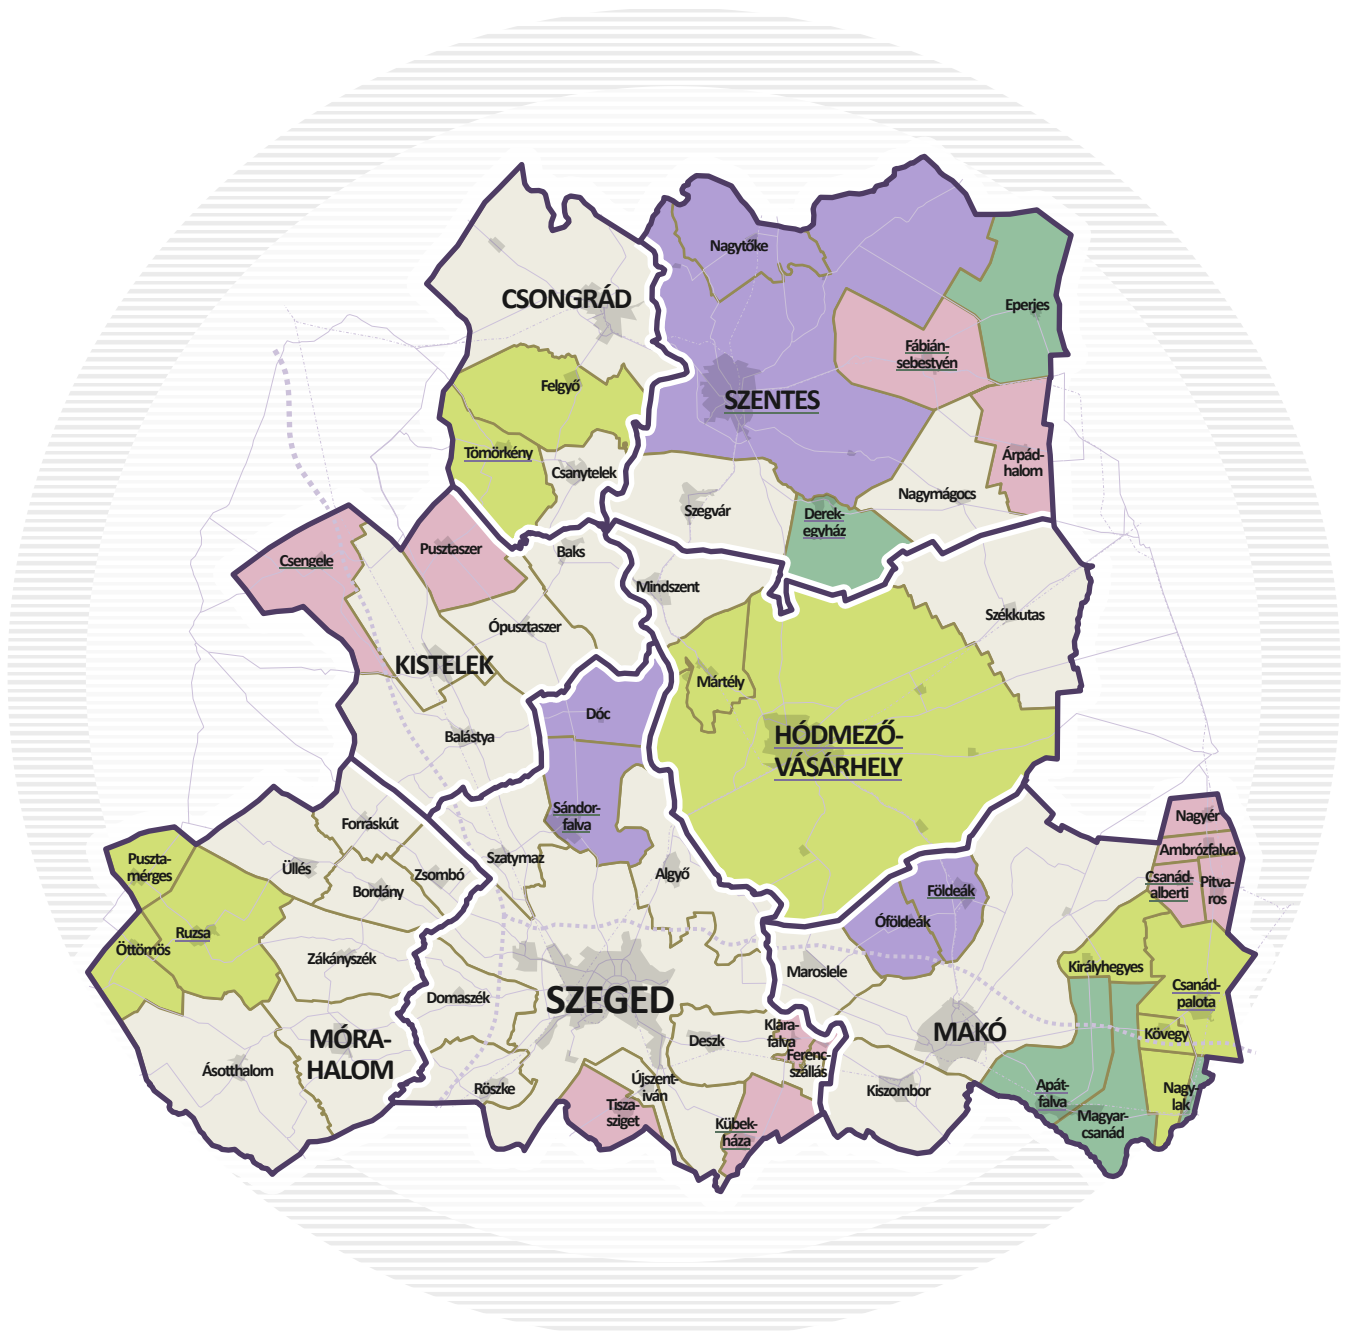 Nagytőke
CSONGRÁD
Eperjes
Fábián-
sebestyén
Felgyő
SZENTES
Tömörkény
Csanytelek
Árpád-
halom
Nagymágocs
Szegvár
Derek-
egyház
Pusztaszer
Baks
Csengele
Mindszent
Székkutas
Ópusztaszer
KISTELEK
Mártély
Dóc
Balástya
HÓDMEZŐ-
VÁSÁRHELY
Sándor-
falva
Nagyér
Forráskút
Ambrózfalva
Puszta-
mérges
Üllés
Szatymaz
Zsombó
Algyő
Csanád-
alberti
Pitva-
ros
Bordány
Földeák
Óföldeák
Ruzsa
Öttömös
Zákányszék
Maroslele
Királyhegyes
Domaszék
SZEGED
Csanád-
palota
MAKÓ
Klára-
falva
Kövegy
Deszk
MÓRA-
HALOM
Ferenc-
szállás
Ásotthalom
Röszke
Újszent-
iván
Kiszombor
Apát-
falva
Nagy-
lak
Tisza-
sziget
Kübek-
háza
Magyar-
csanád